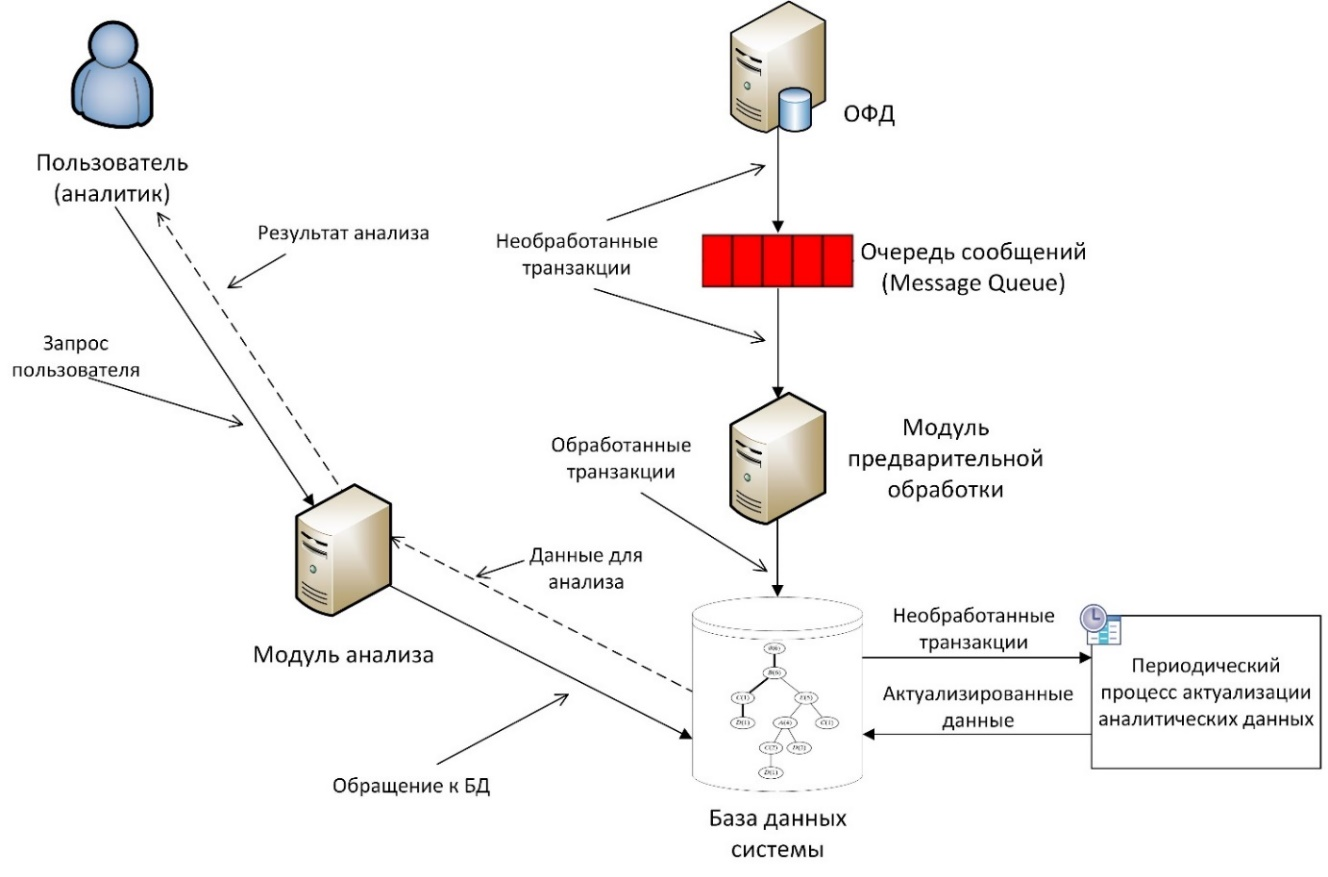 ОФД
Пользователь
(аналитик)
Результат анализа
Необработанные
транзакции
Очередь сообщений
(Message Queue)
Запрос
пользователя
Обработанные
транзакции
Модуль
предварительной
обработки
Данные для
анализа
Модуль анализа
Необработанные
транзакции
Актуализированные
данные
Периодический
процесс актуализации
аналитических данных
Обращение к БД
База данных
системы